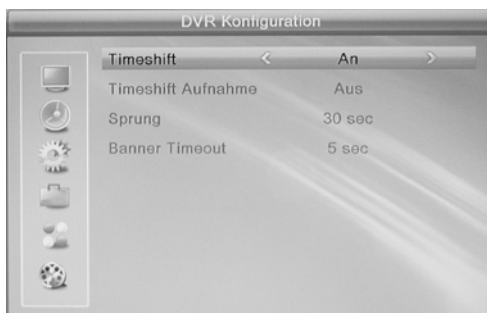 DVR Konfiguration
Timeshift < An >
Timeshift Aufnahme Aus
Sprung 30 sec
Banner Timeout 5 sec